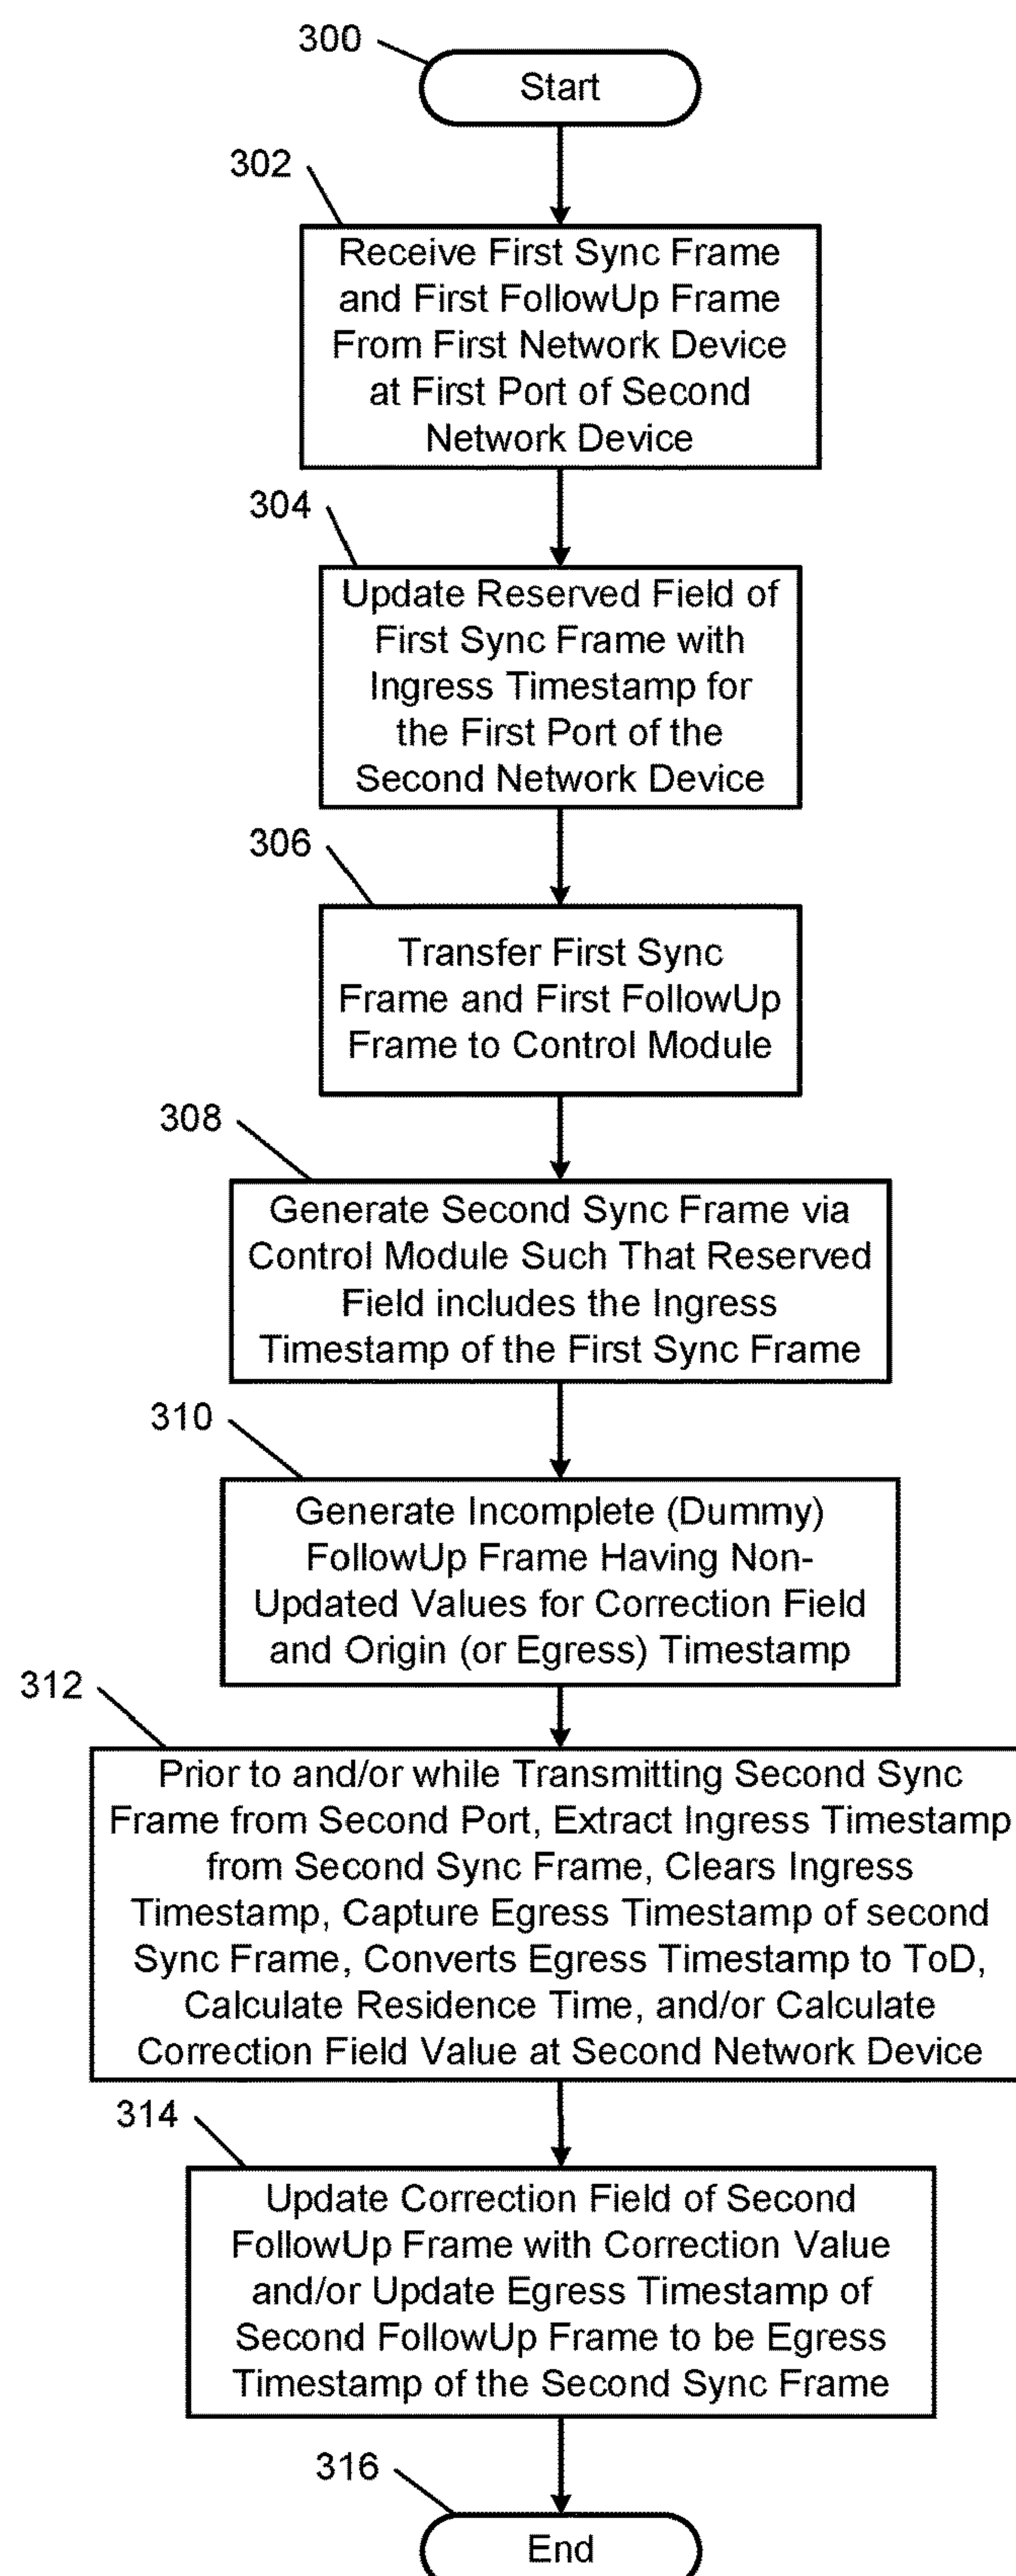 300
Start
302
Receive First Sync Frame
and First FollowUp Frame
From First Network Device
at First Port of Second
Network Device
304
Update Reserved Field of
First Sync Frame with
Ingress Timestamp for
the First Port of the
Second Network Device
306
Transfer First Sync
Frame and First FollowUp
Frame to Control Module
308
Generate Second Sync Frame via
Control Module Such That Reserved
Field includes the Ingress
Timestamp of the First Sync Frame
310
Generate Incomplete (Dummy)
FollowUp Frame Having Non-
Updated Values for Correction Field
and Origin (or Egress) Timestamp
312
Prior to and/or while Transmitting Second Sync
Frame from Second Port, Extract Ingress Timestamp
from Second Sync Frame, Clears Ingress
Timestamp, Capture Egress Timestamp of second
Sync Frame, Converts Egress Timestamp to ToD,
Calculate Residence Time, and/or Calculate
Correction Field Value at Second Network Device
314
Update Correction Field of Second
FollowUp Frame with Correction Value
and/or Update Egress Timestamp of
Second FollowUp Frame to be Egress
Timestamp of the Second Sync Frame
316
End